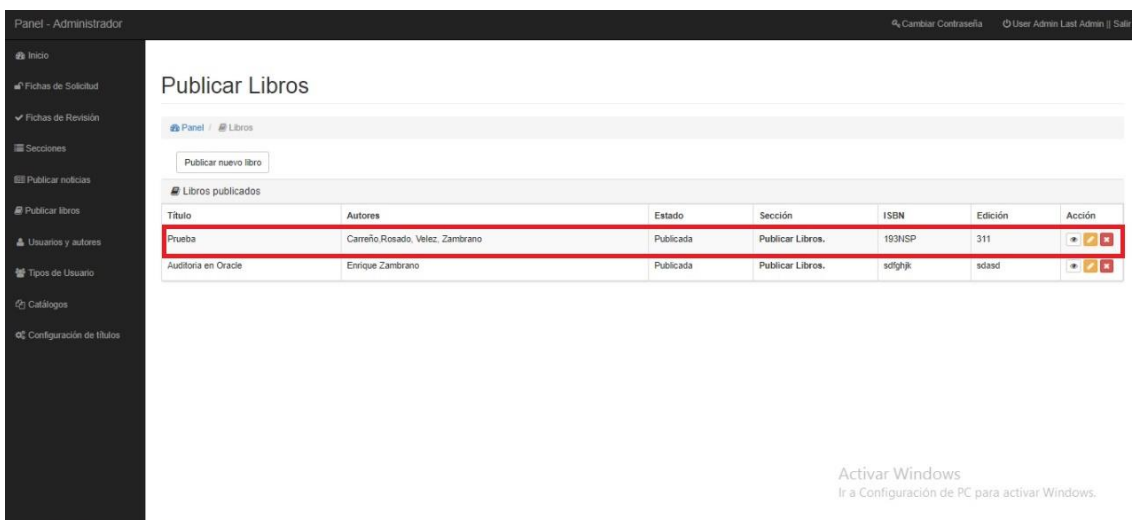 Panel - Administrador
Cambiar Contraseña
User Admin Last Admin || Salir
Inicio
Fichas de Solicitud
Fichas de Revisión
Secciones
Publicar noticias
Publicar libros
Usuarios y autores
Tipos de Usuario
Catálogos
Configuración de títulos
Publicar Libros
Panel / Libros
Publicar nuevo libro
Libros publicados
Título Autores Estado Sección ISBN Edición Acción
Prueba Carreño,Rosado, Velez, Zambrano Publicada Publicar Libros. 193NSP 311
Auditoria en Oracle Enrique Zambrano Publicada Publicar Libros. sdfghjk sdasd
Activar Windows
Ir a Configuración de PC para activar Windows.